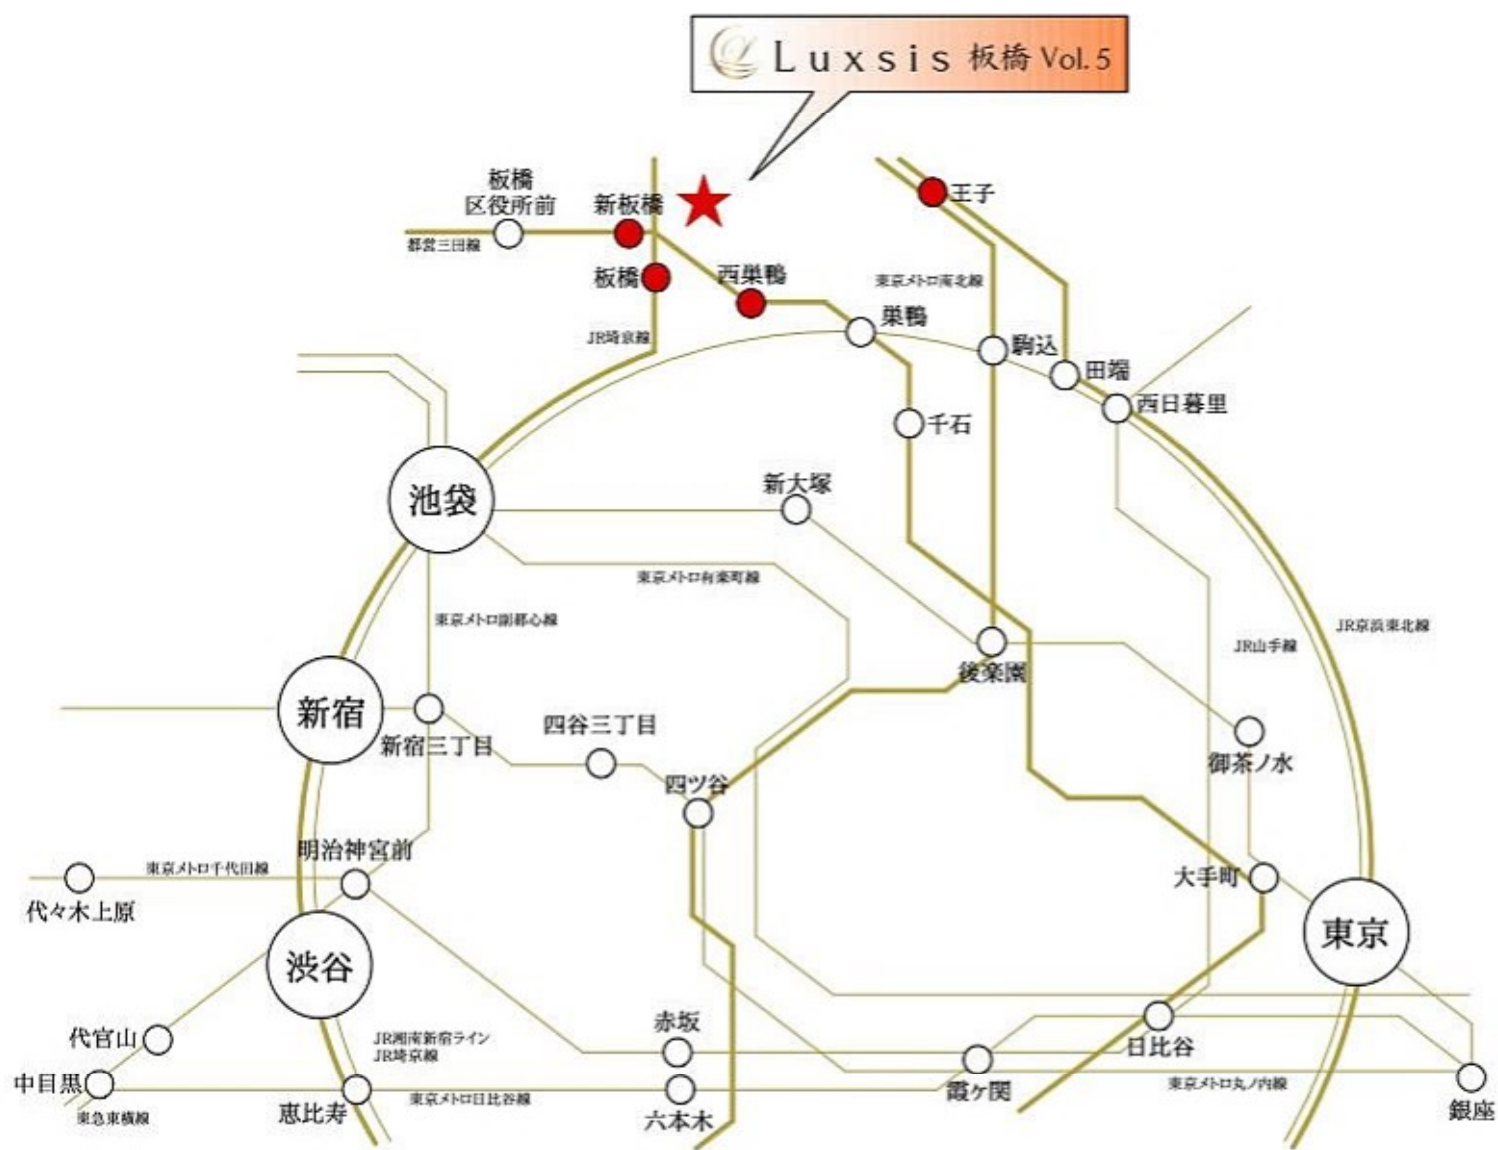 Luxsis 板橋 Vol. 5
板橋
区役所前
新板橋
王子
都営三田線
板橋
西巣鴨
東京メトロ南北線
巣鴨
JR埼京線
駒込
田端
西日暮里
千石
池袋
新大塚
東京メトロ有楽町線
東京メトロ副都心線
JR京浜東北線
JR山手線
後楽園
新宿
新宿三丁目
四谷三丁目
御茶ノ水
四ツ谷
明治神宮前
東京メトロ千代田線
大手町
代々木上原
東京
渋谷
赤坂
代官山
JR湘南新宿ライン
JR埼京線
日比谷
中目黒
東京メトロ丸ノ内線
霞ヶ関
東京メトロ日比谷線
恵比寿
六本木
銀座
東急東横線